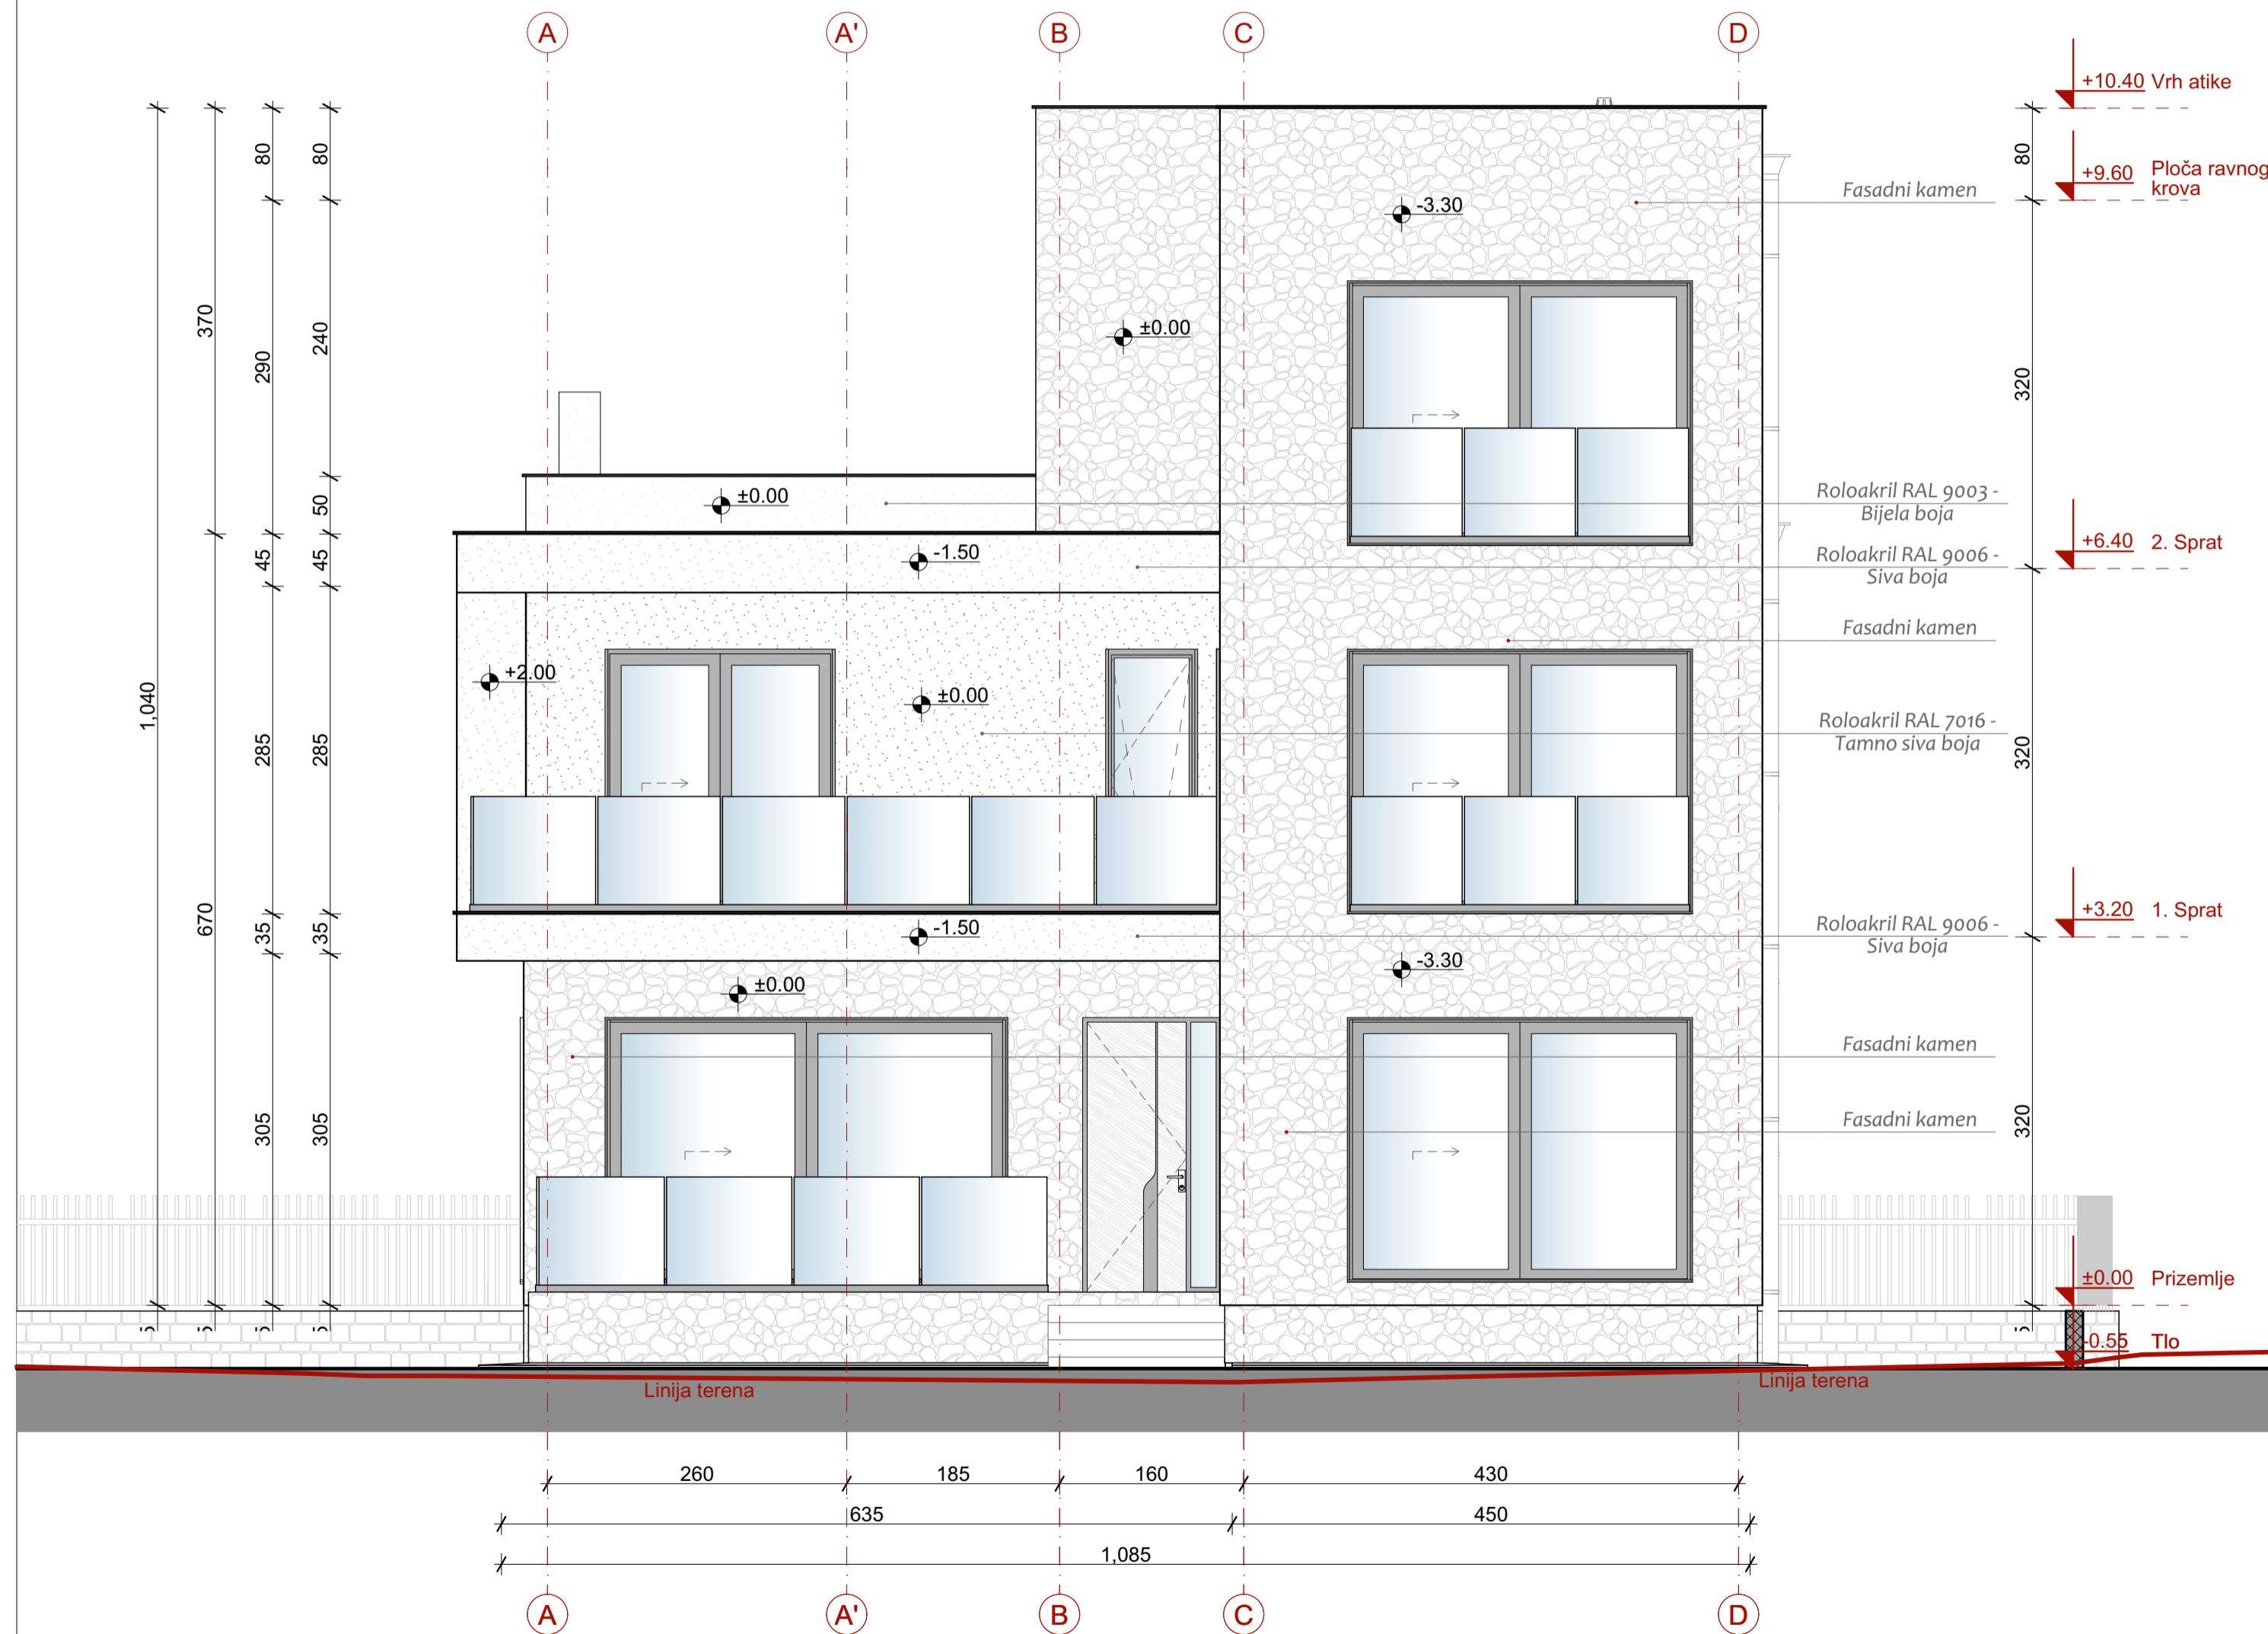 A A' B C D
+10.40 Vrh atike
80 80 80
+9.60 Ploča ravnog
krova
Fasadni kamen
-3.30
370 290 240 320
±0.00
50
±0.00
Roloakril RAL 9003 -
Bijela boja
45 45
-1.50
Roloakril RAL 9006 -
Siva boja
+6.40 2. Sprat
Fasadni kamen
+2.00
±0.00
1,040
285 285 320
Roloakril RAL 7016 -
Tamno siva boja
670
35 35
-1.50
Roloakril RAL 9006 -
Siva boja
+3.20 1. Sprat
-3.30
±0.00
Fasadni kamen
305 305 320
Fasadni kamen
±0.00 Prizemlje
-0.55 Tlo
Linija terena
Linija terena
260 185 160 430
635 450
1,085
A A' B C D